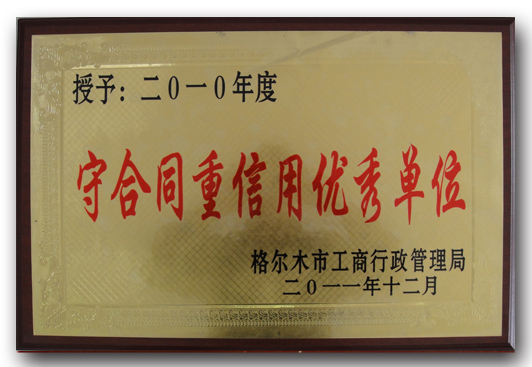 授予：二0一0年度
守合同重信用优秀单位
格尔木市工商行政管理局
二0一一年十二月